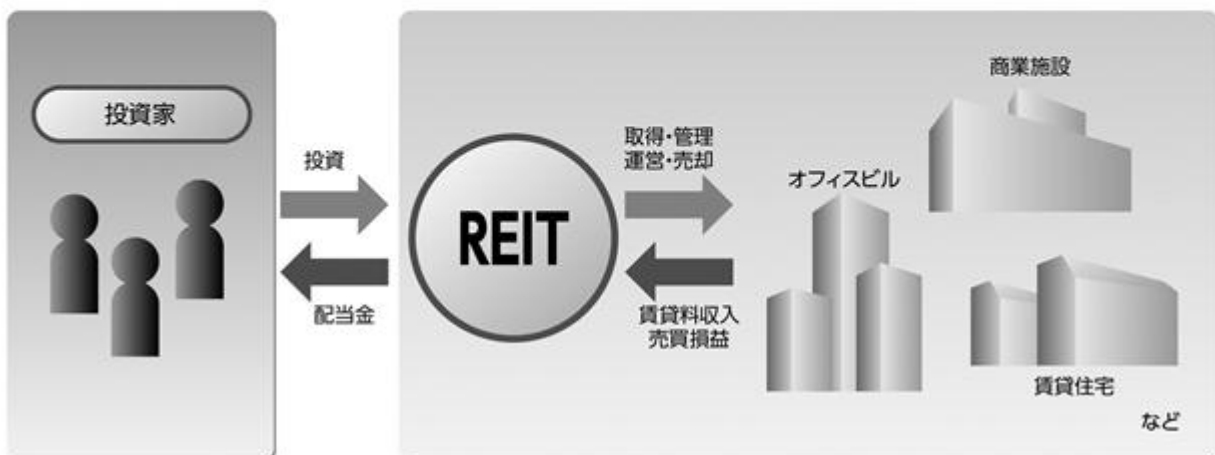 投資家
投資
配当金
REIT
取得・管理
運営・売却
賃貸料収入
売買損益
商業施設
オフィスビル
賃貸住宅
など